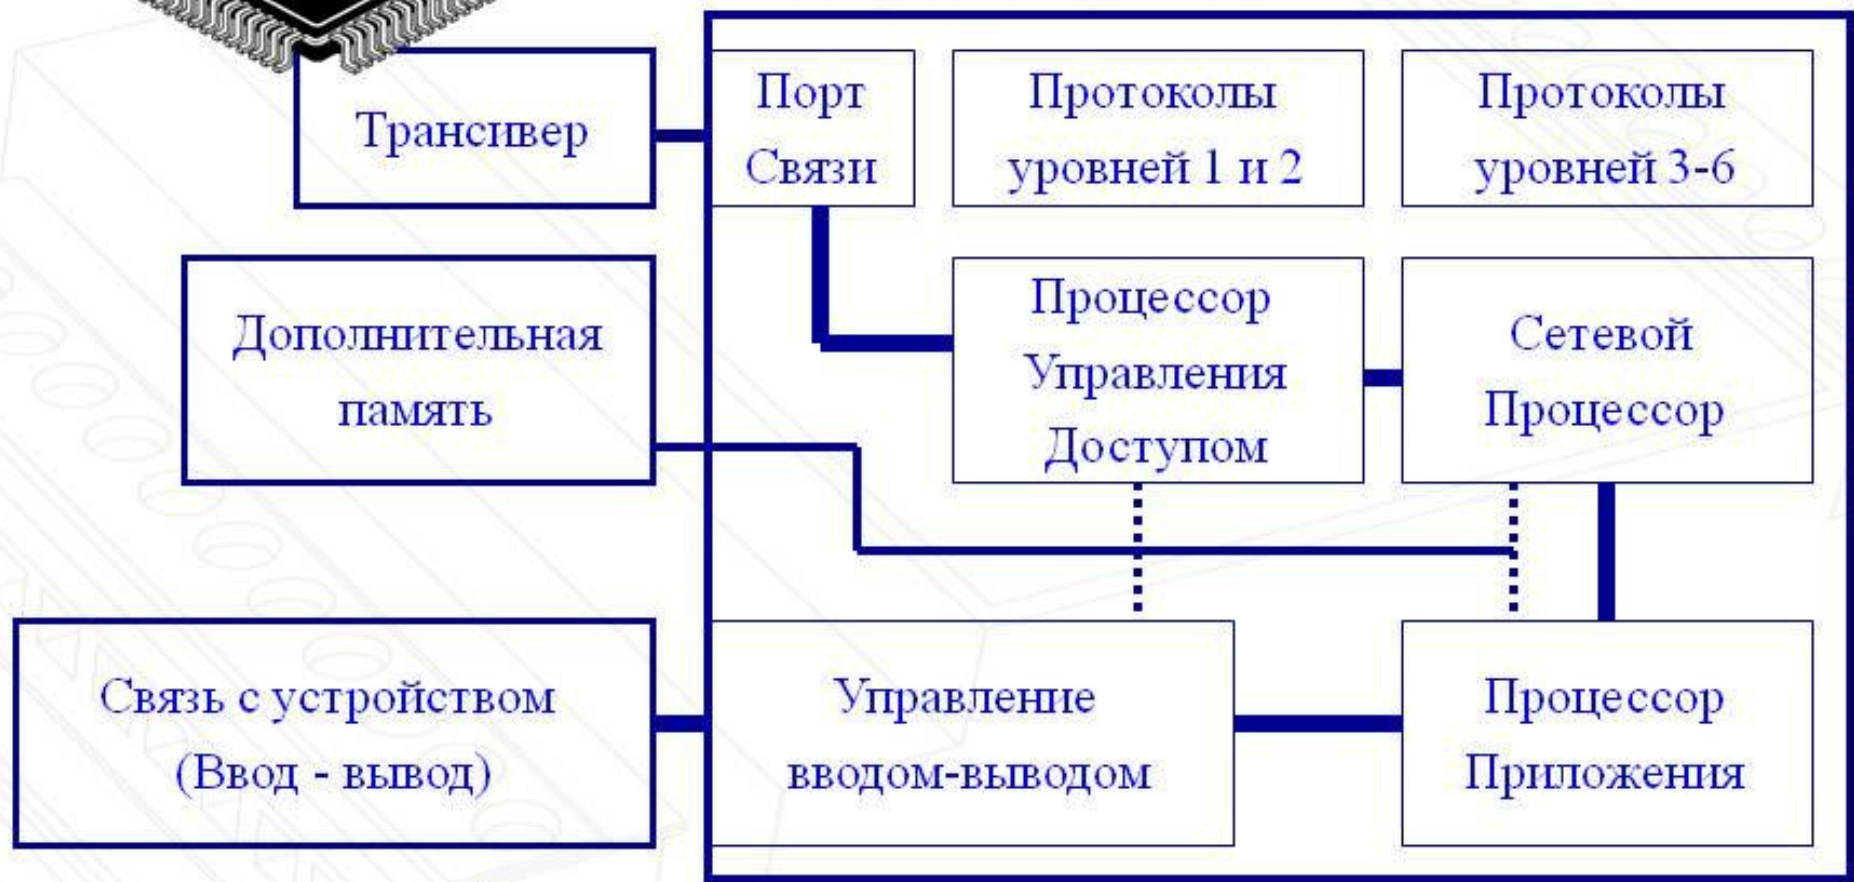 Трансивер
Порт
Связи
Протоколы
уровней 1 и 2
Протоколы
уровней 3-6
Дополнительная
память
Процессор
Управления
Доступом
Сетевой
Процессор
Связь с устройством
(Ввод - вывод)
Управление
вводом-выводом
Процессор
Приложения